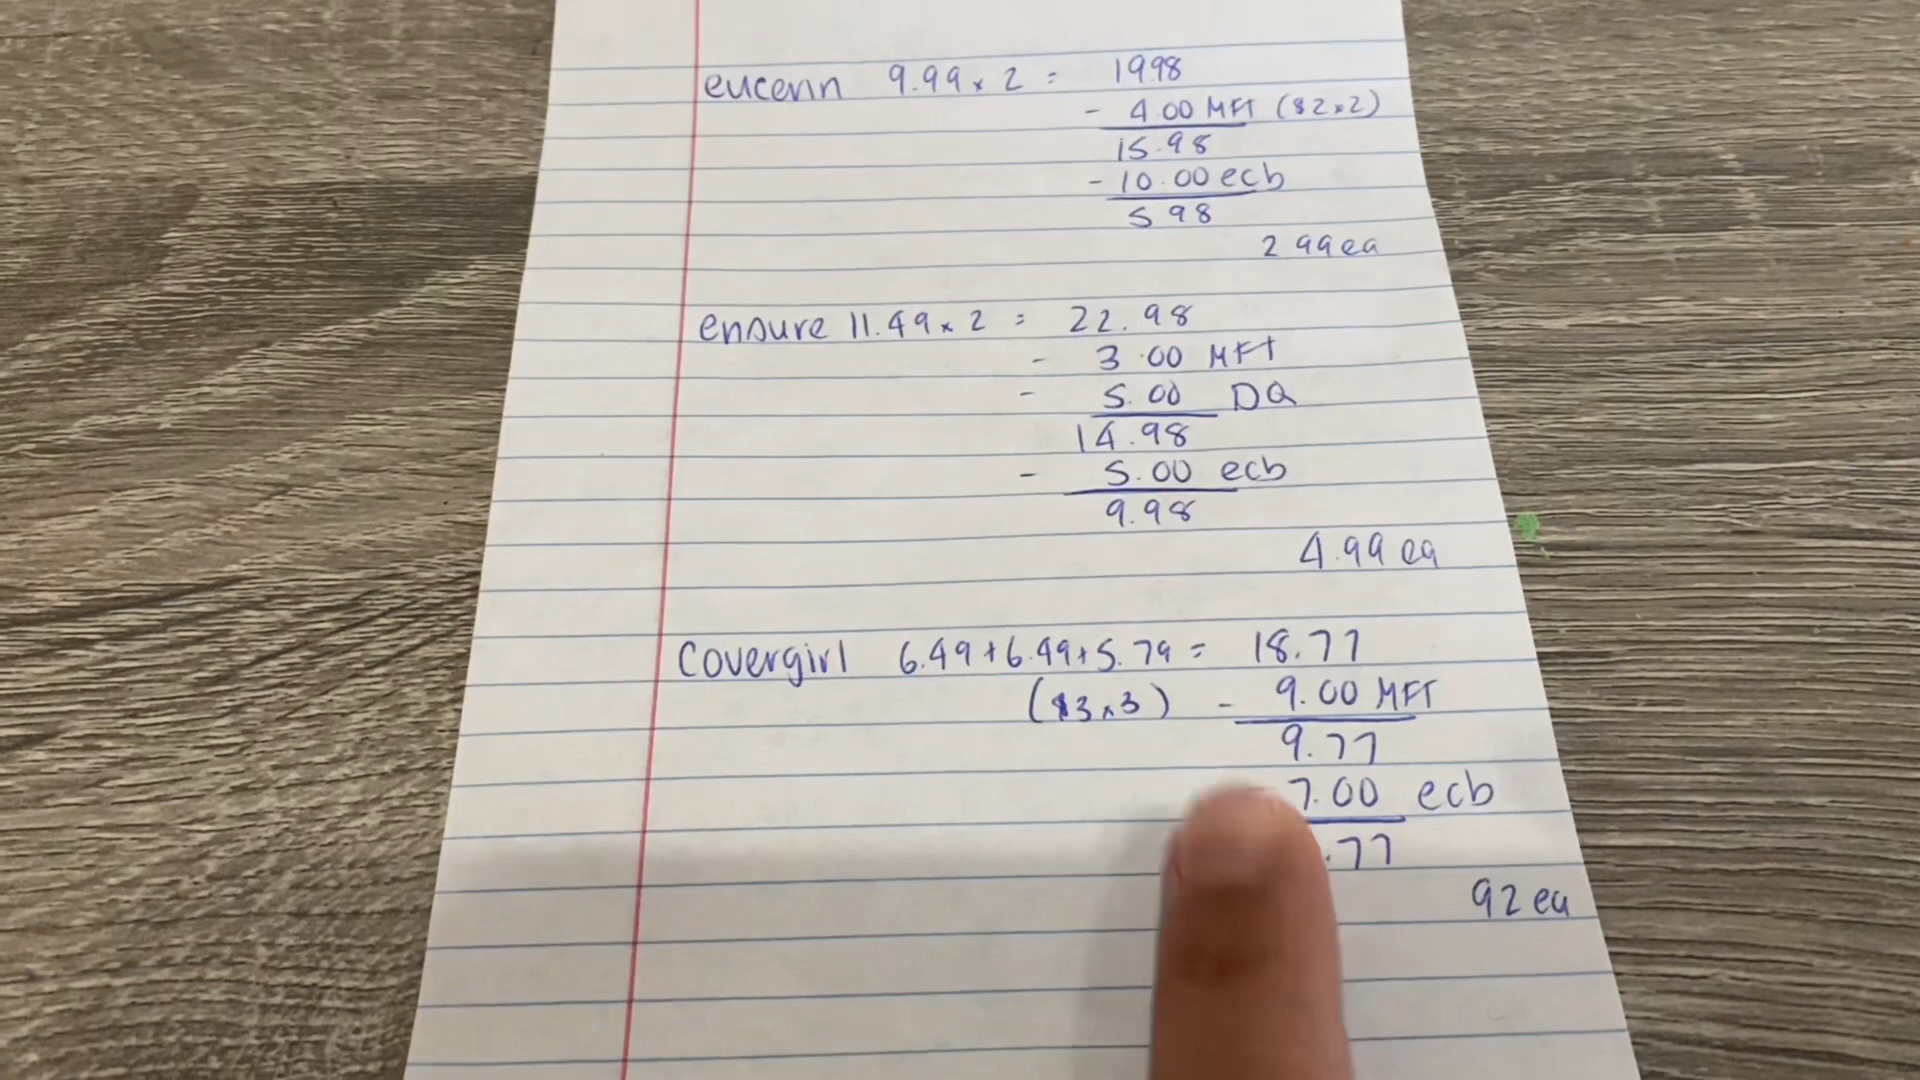 eucerin 9.99 x 2 = 19.98
- 4.00 MFT ($2x2)
15.98
- 10.00 ecb
5.98
2.99 ea
ensure 11.49 x 2 = 22.98
- 3.00 MFT
- 5.00 DQ
14.98
- 5.00 ecb
9.98
4.99 ea
Covergirl 6.49+6.49+5.79 = 18.77
($3x3) - 9.00 MFT
9.77
7.00 ecb
.77
92 ea